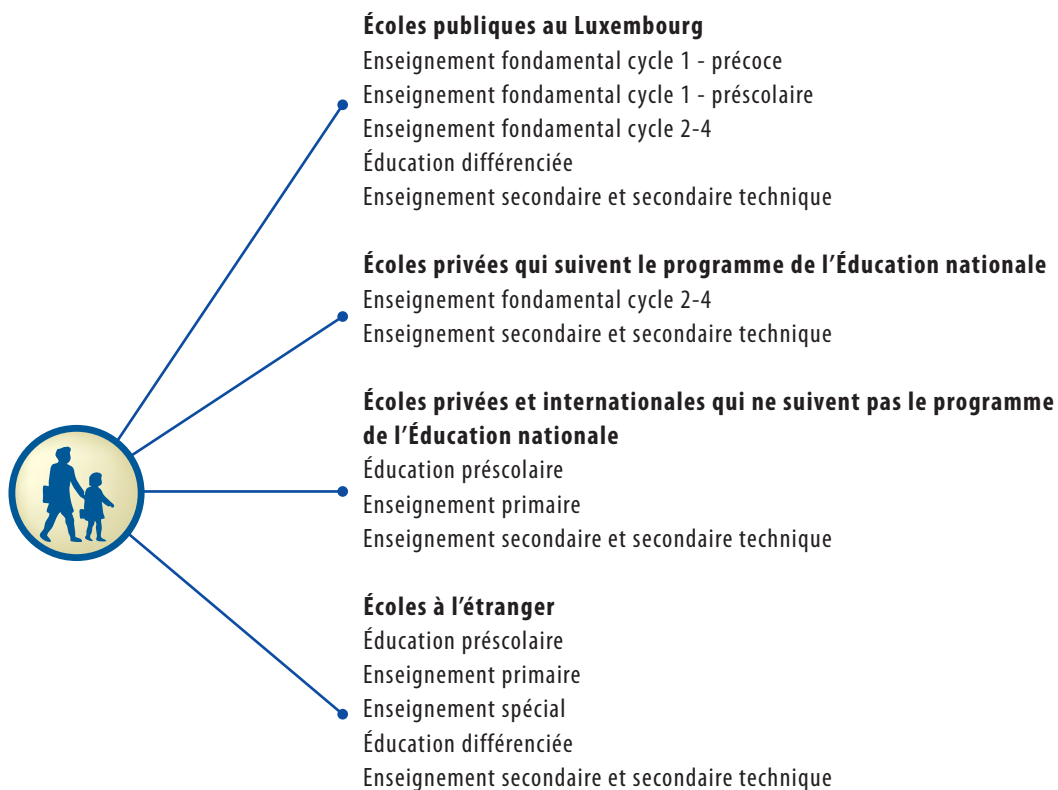 Écoles publiques au Luxembourg
Enseignement fondamental cycle 1 - précoce
Enseignement fondamental cycle 1 - préscolaire
Enseignement fondamental cycle 2-4
Éducation différenciée
Enseignement secondaire et secondaire technique
Écoles privées qui suivent le programme de l’Éducation nationale
Enseignement fondamental cycle 2-4
Enseignement secondaire et secondaire technique
Écoles privées et internationales qui ne suivent pas le programme
de l’Éducation nationale
Éducation préscolaire
Enseignement primaire
Enseignement secondaire et secondaire technique
Écoles à l’étranger
Éducation préscolaire
Enseignement primaire
Enseignement spécial
Éducation différenciée
Enseignement secondaire et secondaire technique